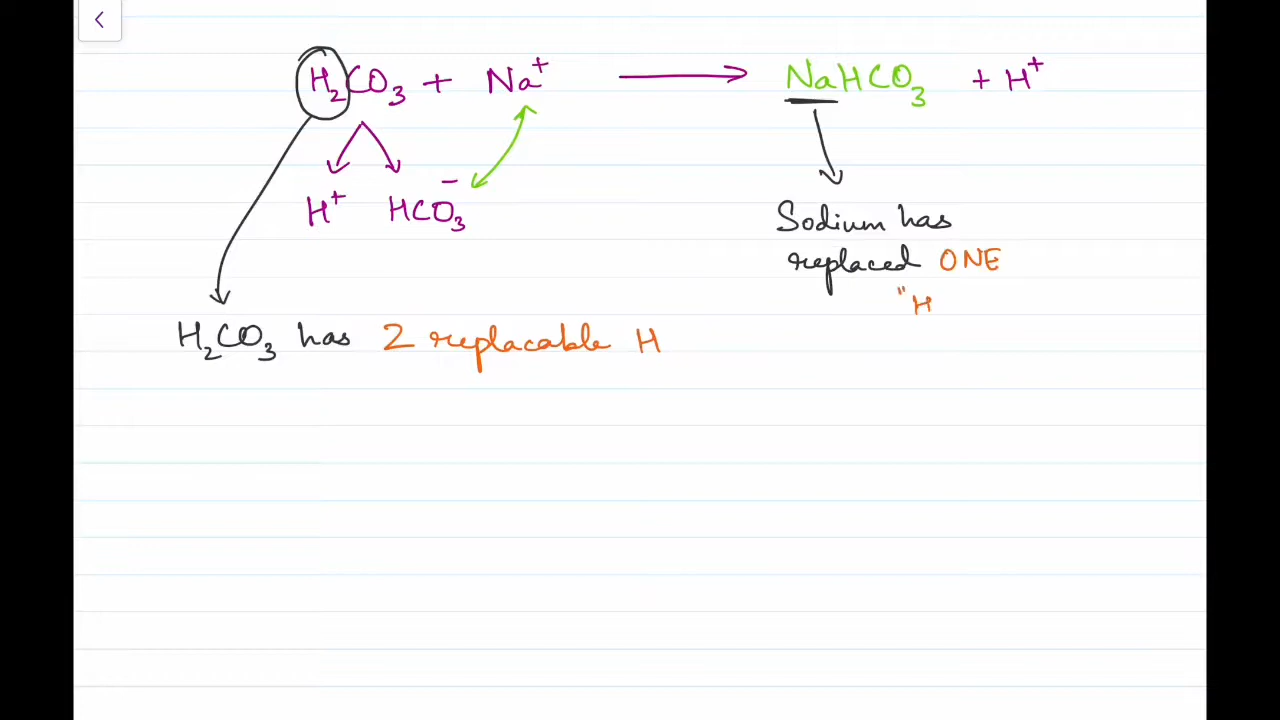 H₂CO₃ + Na⁺ → NaHCO₃ + H⁺
H⁺ HCO₃⁻
Sodium has
replaced ONE
"H
H₂CO₃ has 2 replacable H